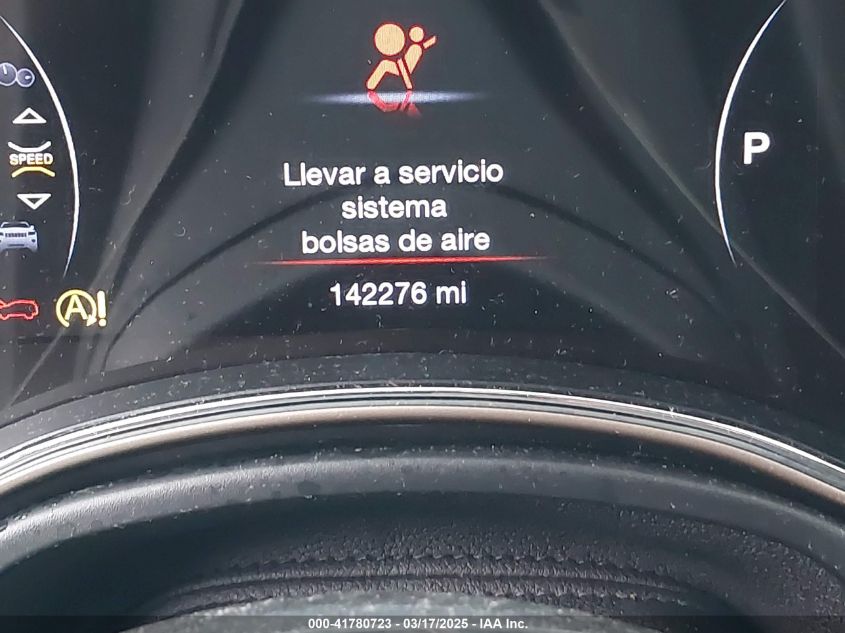 SPEED
Llevar a servicio
sistema
bolsas de aire
142276 mi
P
A!
000-41780723 - 03/17/2025 - IAA Inc.